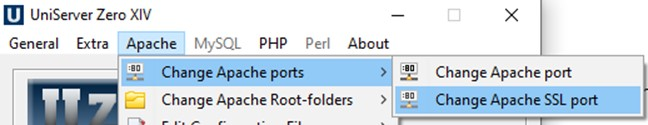 UniServer Zero XIV
General Extra Apache MySQL PHP Perl About
Change Apache ports
Change Apache port
Change Apache Root-folders
Change Apache SSL port